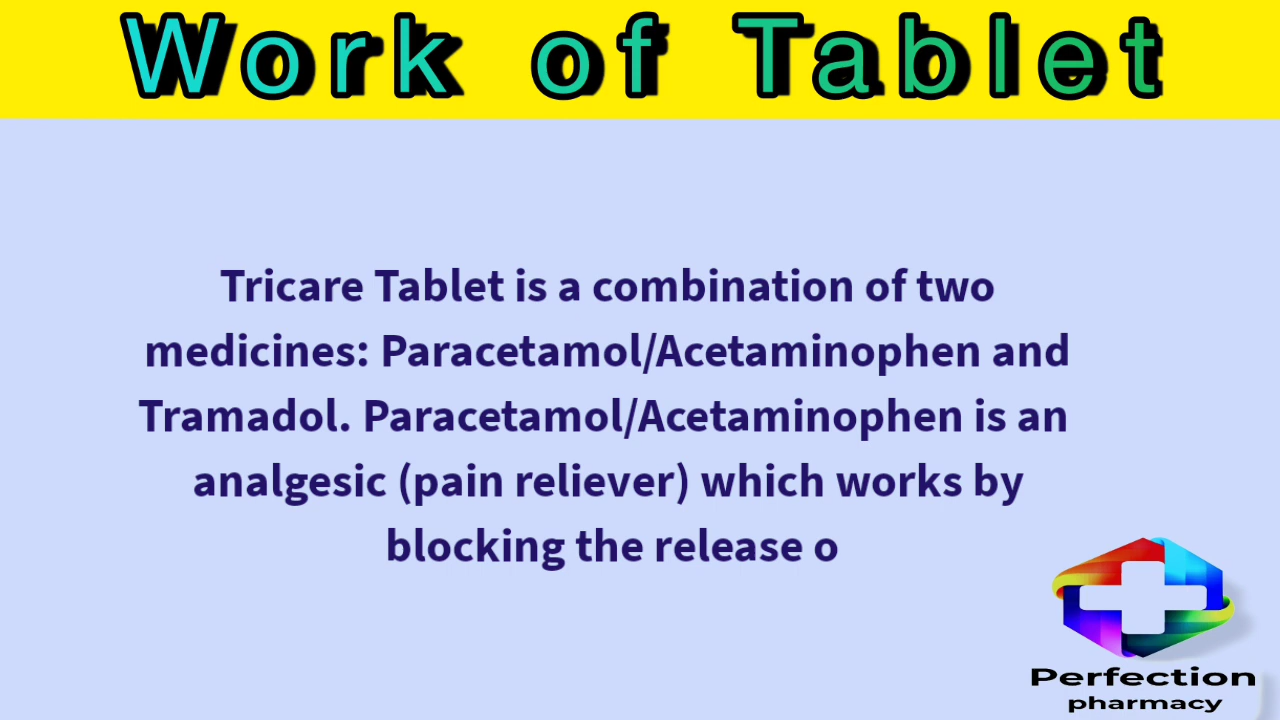 Work of Tablet
Tricare Tablet is a combination of two
medicines: Paracetamol/Acetaminophen and
Tramadol. Paracetamol/Acetaminophen is an
analgesic (pain reliever) which works by
blocking the release o
Perfection
pharmacy